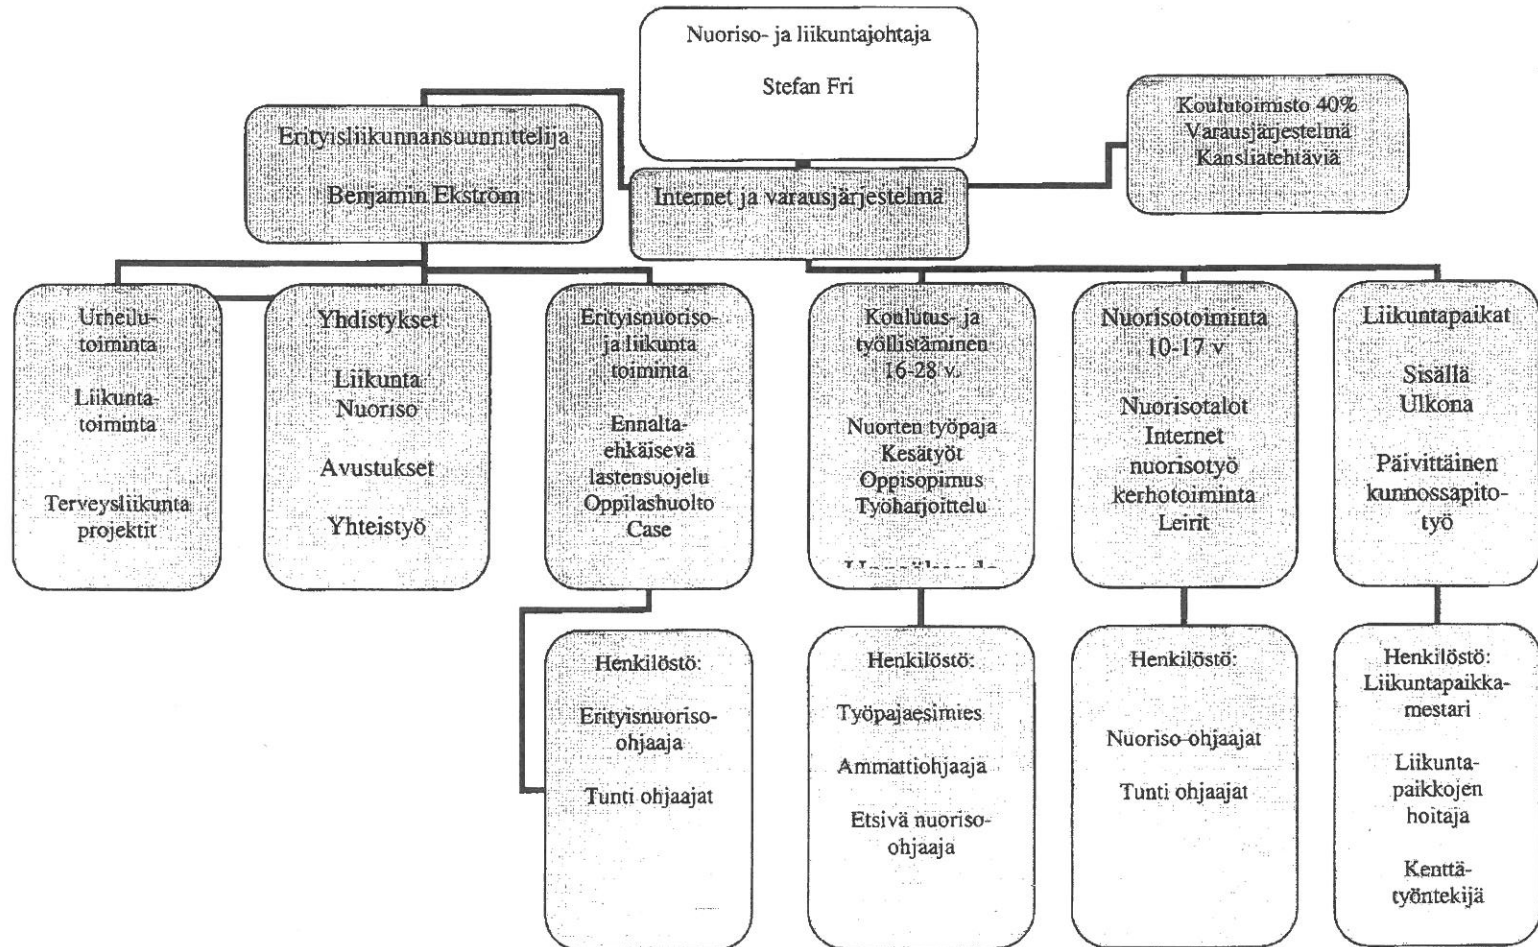 Nuoriso- ja liikuntajohtaja
Stefan Fri
Koulutoimisto 40%
Varausjärjestelmä
Kansliatehtäviä
Erityisliikunnansuunnittelija
Benjamin Ekström
Internet ja varausjärjestelmä
Urheilu-
toiminta
Liikunta-
toiminta
Terveysliikunta
projektit
Yhdistykset
Liikunta
Nuoriso
Avustukset
Yhteistyö
Erityisnuoriso-
ja liikunta
toiminta
Ennalta-
ehkäisevä
lastensuojelu
Oppilashuolto
Case
Koulutus- ja
työllistäminen
16-28 v.
Nuorten työpaja
Kesätyöt
Oppisopimus
Työharjoittelu
Nuorisotoiminta
10-17 v
Nuorisotalot
Internet
nuorisotyö
kerhotoiminta
Leirit
Liikuntapaikat
Sisällä
Ulkona
Päivittäinen
kunnossapito-
työ
Henkilöstö:
Erityisnuoriso-
ohjaaja
Tunti ohjaajat
Henkilöstö:
Työpajaesimies
Ammattiohjaaja
Etsivä nuoriso-
ohjaaja
Henkilöstö:
Nuoriso-ohjaajat
Tunti ohjaajat
Henkilöstö:
Liikuntapaikka-
mestari
Liikunta-
paikkojen
hoitaja
Kenttä-
työntekijä